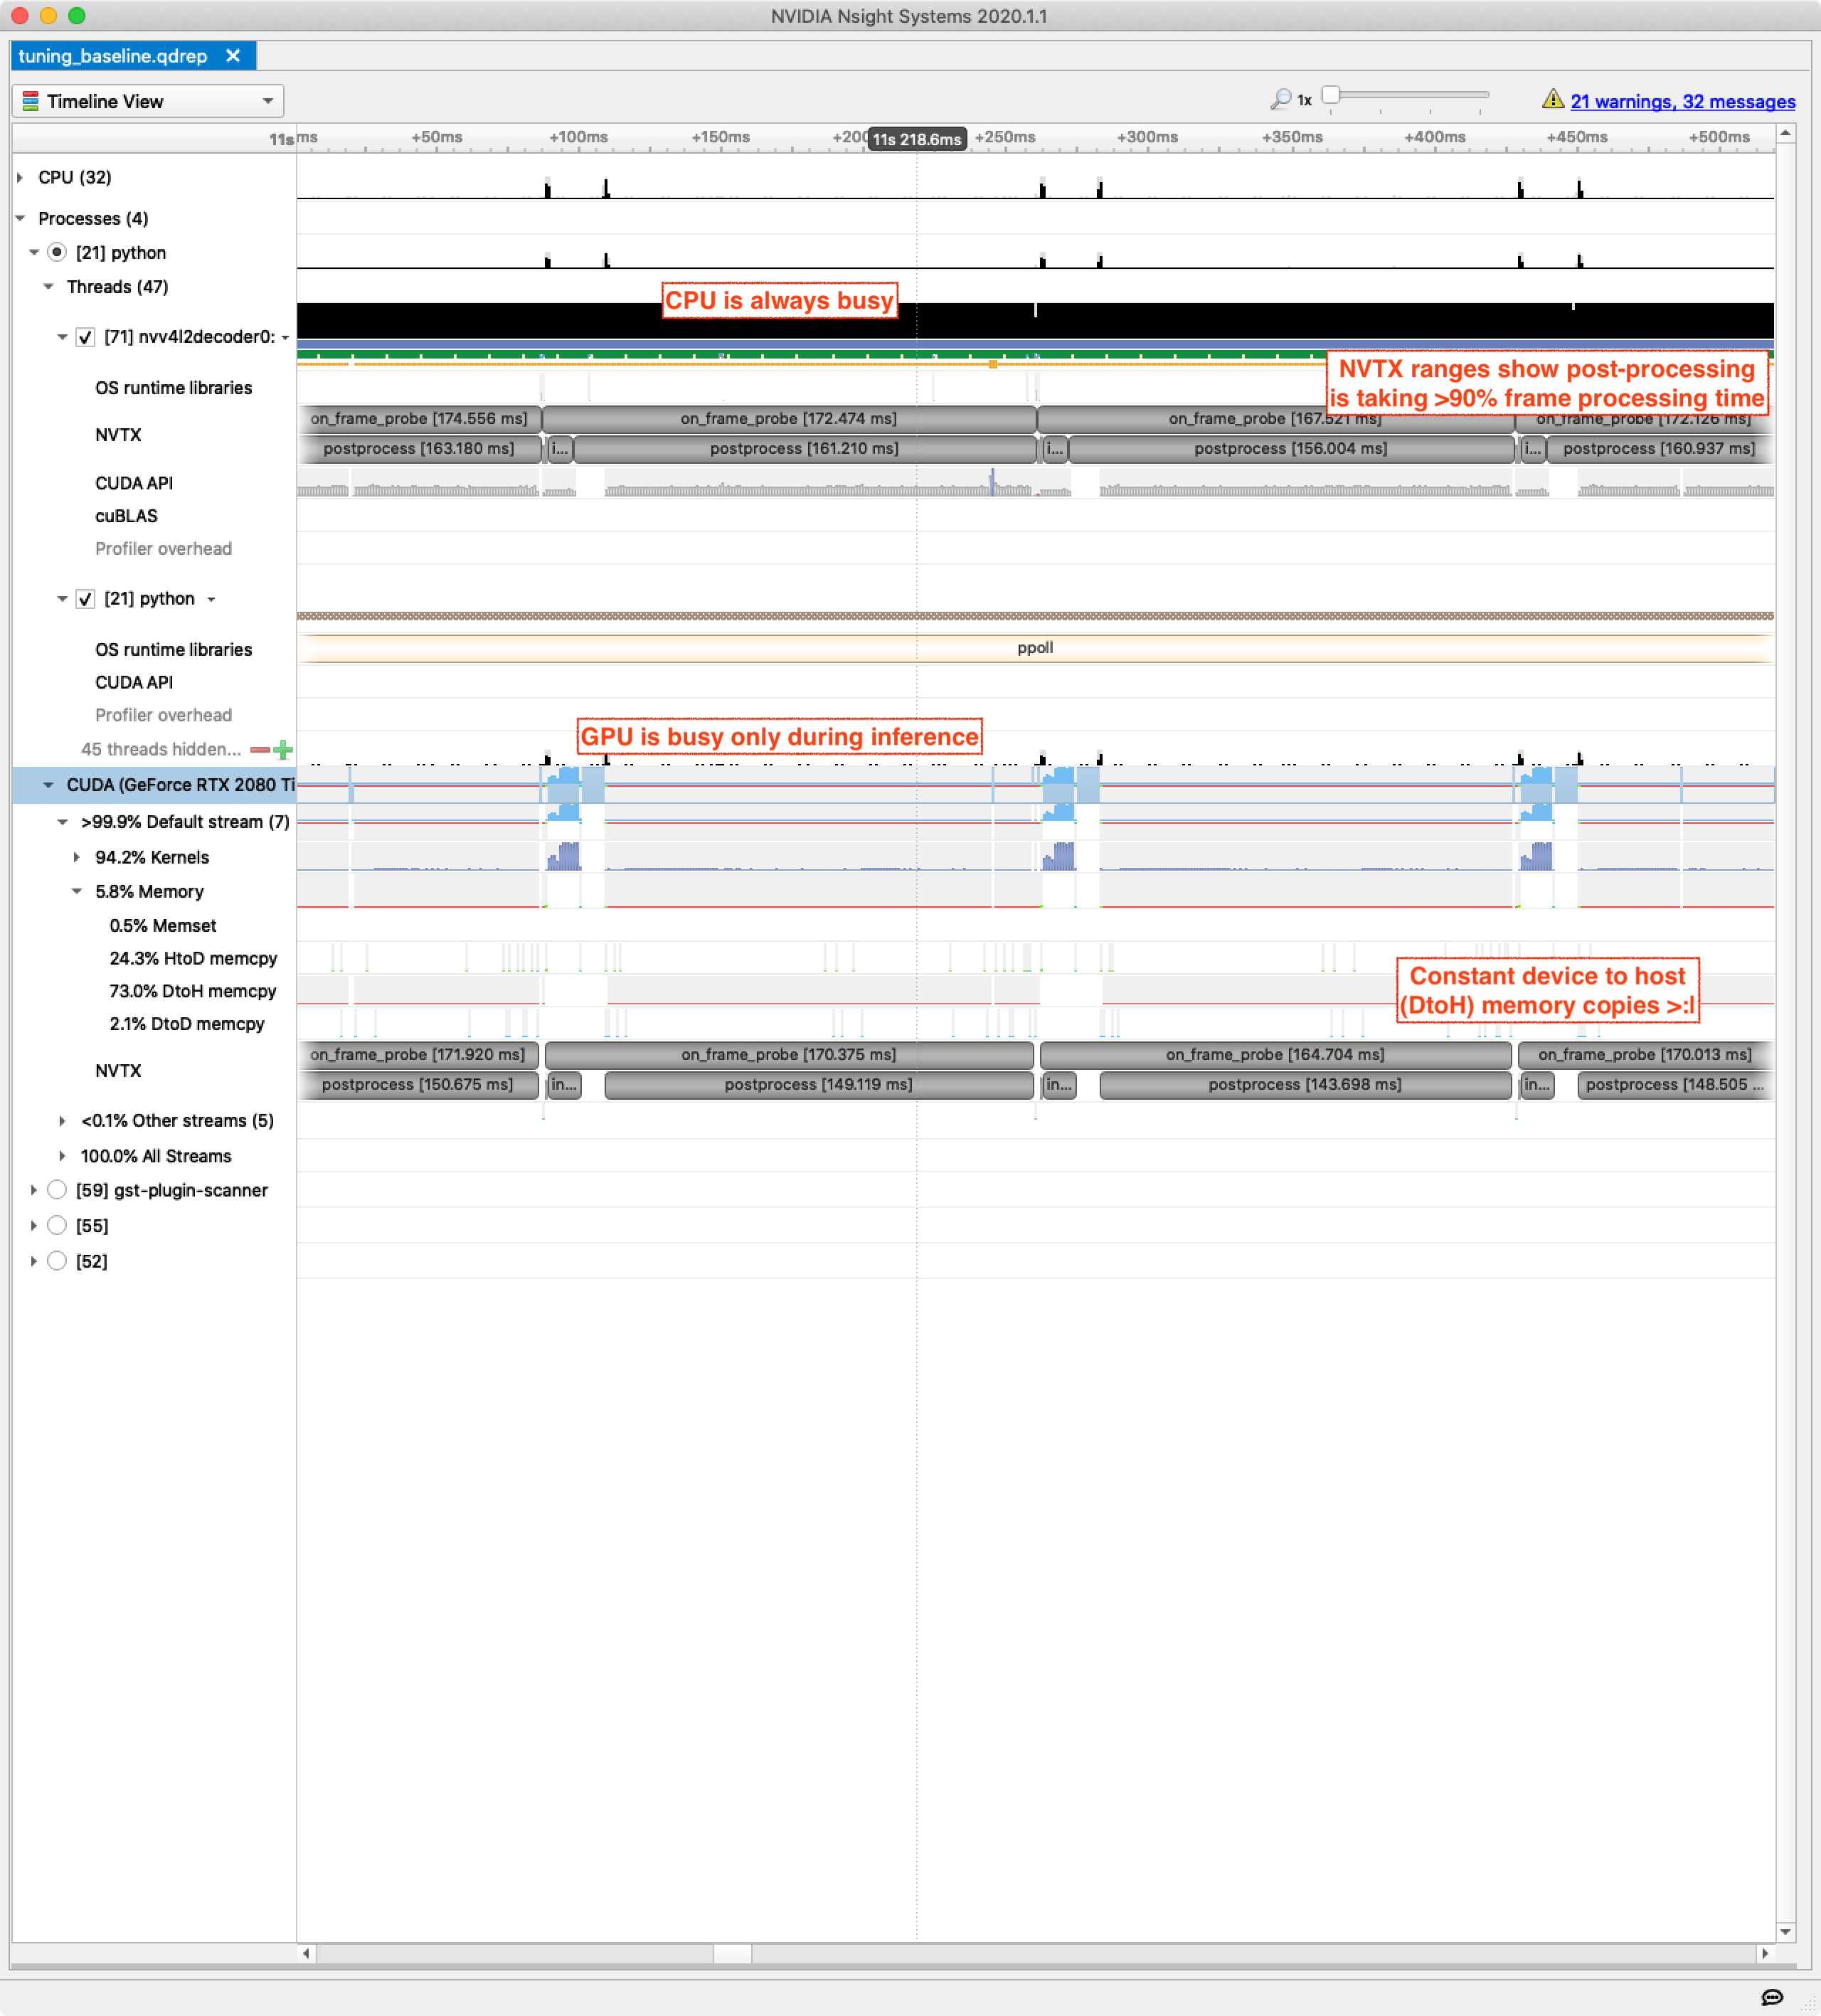 NVIDIA Nsight Systems 2020.1.1
tuning_baseline.qdrep
Timeline View
1x
21 warnings, 32 messages
11s ms +50ms +100ms +150ms +200 11s 218.6ms +250ms +300ms +350ms +400ms +450ms +500ms
CPU (32)
Processes (4)
[21] python
Threads (47)
CPU is always busy
[71] nvv4l2decoder0:
NVTX ranges show post-processing
is taking >90% frame processing time
OS runtime libraries
NVTX
on_frame_probe [174.556 ms] on_frame_probe [172.474 ms] on_frame_probe [167.521 ms] on_frame_probe [172.126 ms]
postprocess [163.180 ms] i... postprocess [161.210 ms] i... postprocess [156.004 ms] i... postprocess [160.937 ms]
CUDA API
cuBLAS
Profiler overhead
[21] python
OS runtime libraries
ppoll
CUDA API
Profiler overhead
GPU is busy only during inference
45 threads hidden...
CUDA (GeForce RTX 2080 Ti
>99.9% Default stream (7)
94.2% Kernels
5.8% Memory
0.5% Memset
24.3% HtoD memcpy
73.0% DtoH memcpy
Constant device to host
(DtoH) memory copies >:l
2.1% DtoD memcpy
NVTX
on_frame_probe [171.920 ms] on_frame_probe [170.375 ms] on_frame_probe [164.704 ms] on_frame_probe [170.013 ms]
postprocess [150.675 ms] in... postprocess [149.119 ms] in... postprocess [143.698 ms] in... postprocess [148.505 ...
<0.1% Other streams (5)
100.0% All Streams
[59] gst-plugin-scanner
[55]
[52]